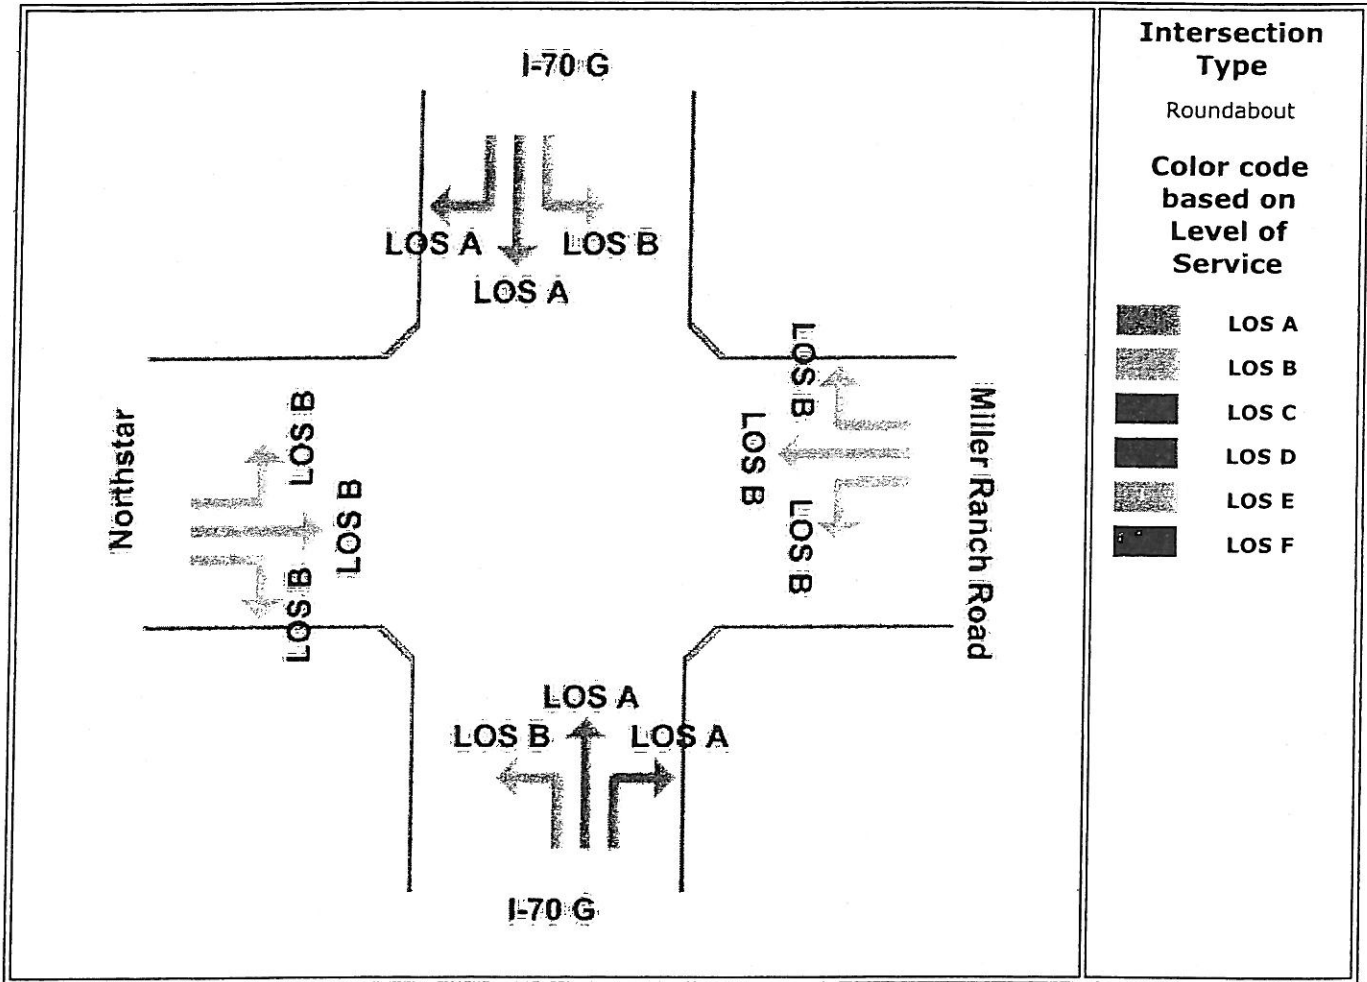 I-70 G
LOS A
LOS B
LOS A
Northstar
LOS B
LOS B
LOS B
LOS B
LOS B
LOS B
Miller Ranch Road
LOS A
LOS B
LOS A
I-70 G
Intersection
Type
Roundabout
Color code
based on
Level of
Service
LOS A
LOS B
LOS C
LOS D
LOS E
LOS F